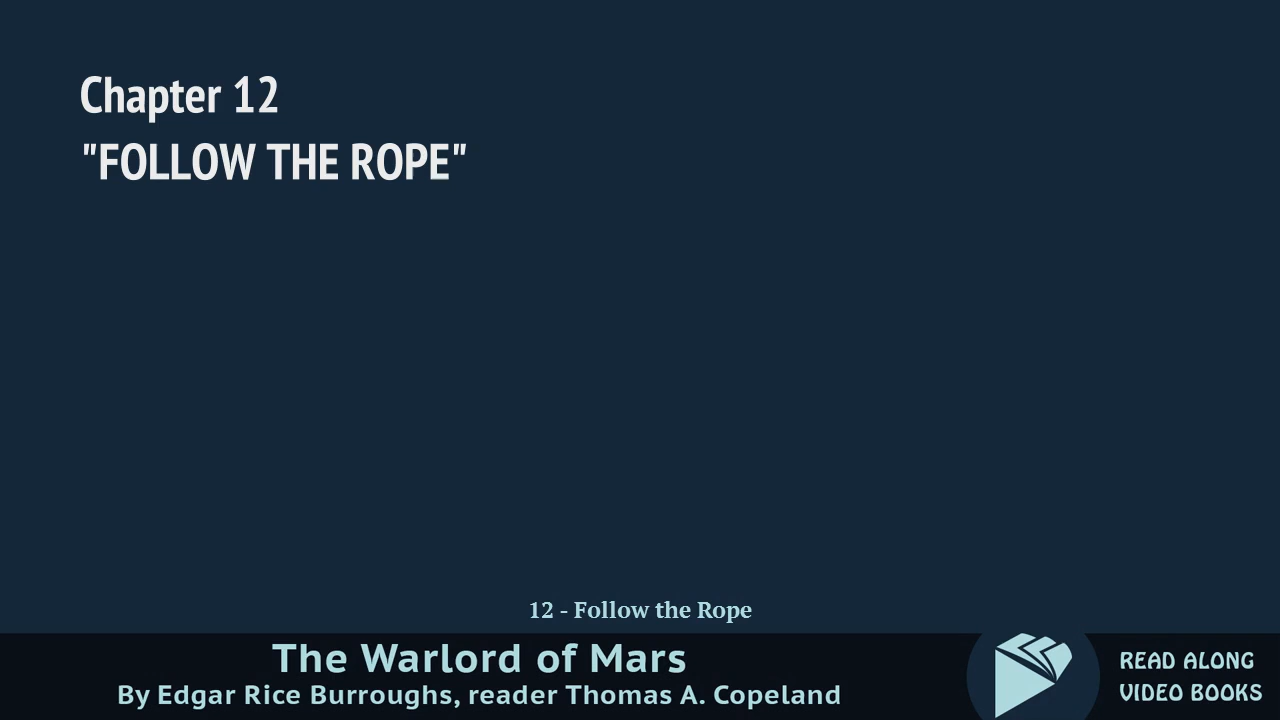 Chapter 12
"FOLLOW THE ROPE"
12 - Follow the Rope
The Warlord of Mars
By Edgar Rice Burroughs, reader Thomas A. Copeland
READ ALONG
VIDEO BOOKS